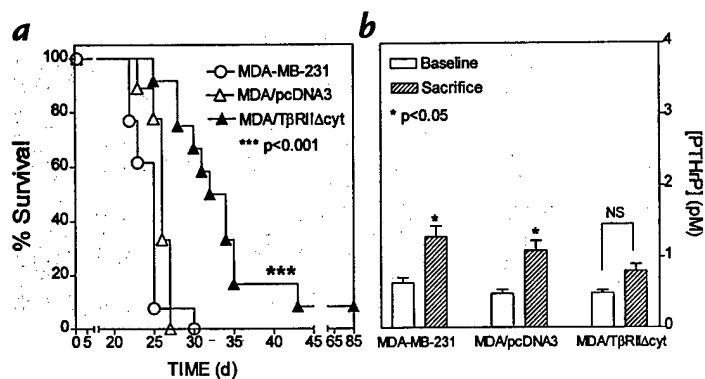 a
100
80
60
40
20
0
% Survival
0 5 20 25 30 35 40 45 65 85
TIME (d)
MDA-MB-231
MDA/pcDNA3
MDA/TβRIIΔcyt
*** p<0.001
***
b
Baseline
Sacrifice
* p<0.05
*
*
NS
4
3
2
1
0
[PTHrP] (pM)
MDA-MB-231 MDA/pcDNA3 MDA/TβRIIΔcyt